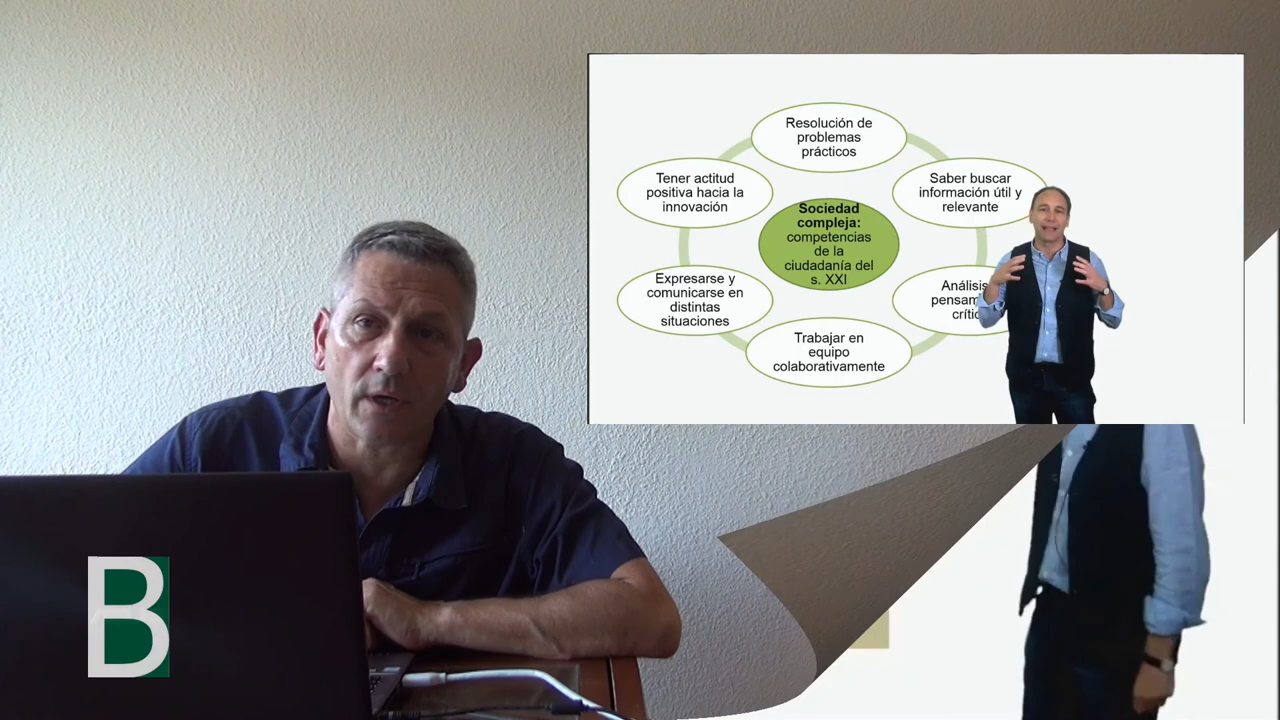 Resolución de
problemas
prácticos
Tener actitud
positiva hacia la
innovación
Saber buscar
información útil y
relevante
Sociedad
compleja:
competencias
de la
ciudadanía del
s. XXI
Expresarse y
comunicarse en
distintas
situaciones
Análisis
Trabajar en
equipo
colaborativamente
B